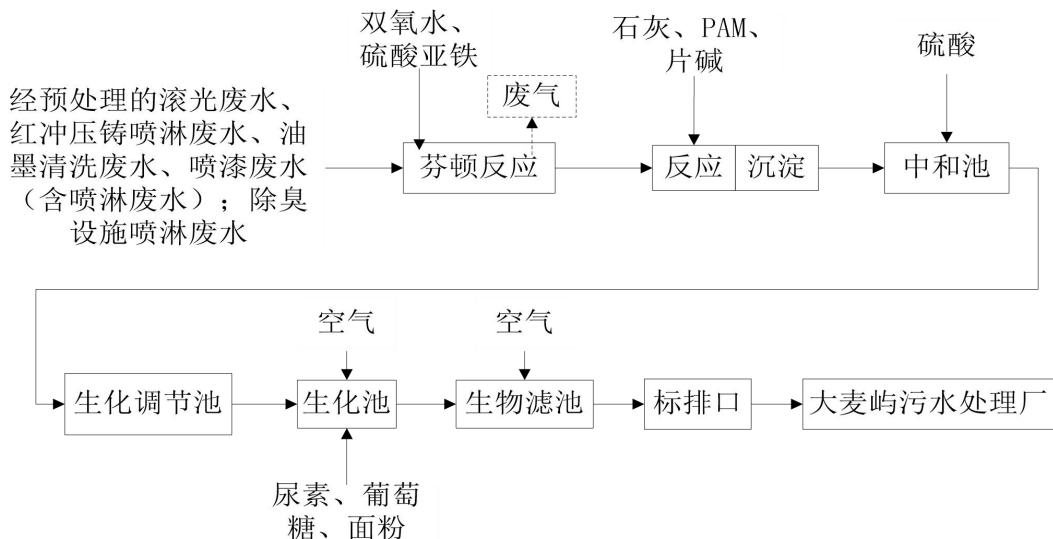 双氧水、
硫酸亚铁
石灰、PAM、
片碱
硫酸
废气
经预处理的滚光废水、
红冲压铸喷淋废水、油
墨清洗废水、喷漆废水
（含喷淋废水）；除臭
设施喷淋废水
芬顿反应
反应
沉淀
中和池
空气
空气
生化调节池
生化池
生物滤池
标排口
大麦屿污水处理厂
尿素、葡萄
糖、面粉